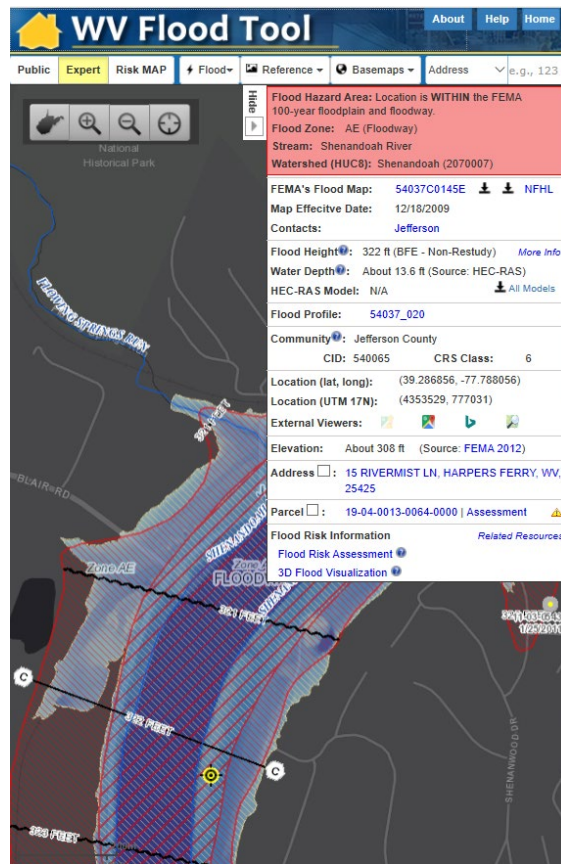 WV Flood Tool
About Help Home
Public Expert Risk MAP Flood Reference Basemaps Address e.g., 123
Hide
Flood Hazard Area: Location is WITHIN the FEMA
100-year floodplain and floodway.
Flood Zone: AE (Floodway)
Stream: Shenandoah River
Watershed (HUC8): Shenandoah (2070007)
FEMA's Flood Map: 54037C0145E NFHL
Map Effecitve Date: 12/18/2009
Contacts: Jefferson
Flood Height: 322 ft (BFE - Non-Restudy) More Info
Water Depth: About 13.6 ft (Source: HEC-RAS)
HEC-RAS Model: N/A All Models
Flood Profile: 54037_020
Community: Jefferson County
CID: 540065 CRS Class: 6
Location (lat, long): (39.286856, -77.788056)
Location (UTM 17N): (4353529, 777031)
External Viewers:
Elevation: About 308 ft (Source: FEMA 2012)
Address : 15 RIVERMIST LN, HARPERS FERRY, WV,
25425
Parcel : 19-04-0013-0064-0000 | Assessment
Flood Risk Information Related Resources
Flood Risk Assessment
3D Flood Visualization
National
Historical Park
FLOWING SPRINGS RUN
BLAIR RD
Zone AE
321 FEET
C
322 FEET
C
323 FEET
SHENANWOOD DR